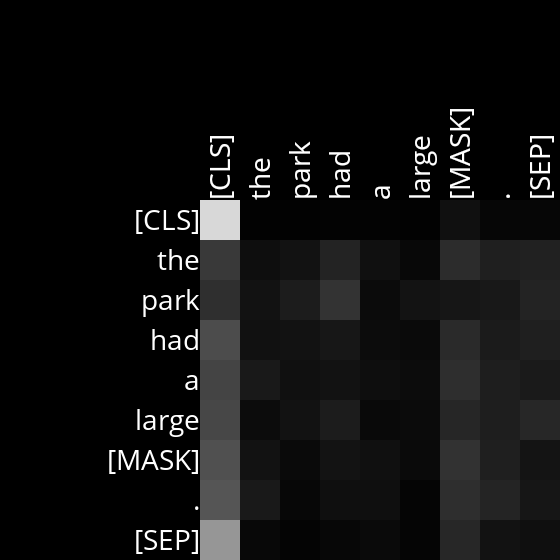 [CLS] the park had a large [MASK] . [SEP]
[CLS]
the
park
had
a
large
[MASK]
.
[SEP]